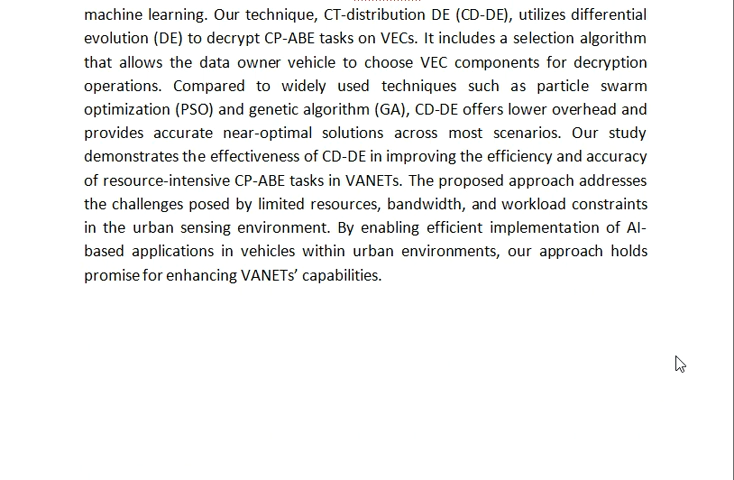 machine learning. Our technique, CT-distribution DE (CD-DE), utilizes differential
evolution (DE) to decrypt CP-ABE tasks on VECs. It includes a selection algorithm
that allows the data owner vehicle to choose VEC components for decryption
operations. Compared to widely used techniques such as particle swarm
optimization (PSO) and genetic algorithm (GA), CD-DE offers lower overhead and
provides accurate near-optimal solutions across most scenarios. Our study
demonstrates the effectiveness of CD-DE in improving the efficiency and accuracy
of resource-intensive CP-ABE tasks in VANETs. The proposed approach addresses
the challenges posed by limited resources, bandwidth, and workload constraints
in the urban sensing environment. By enabling efficient implementation of AI-
based applications in vehicles within urban environments, our approach holds
promise for enhancing VANETs’ capabilities.